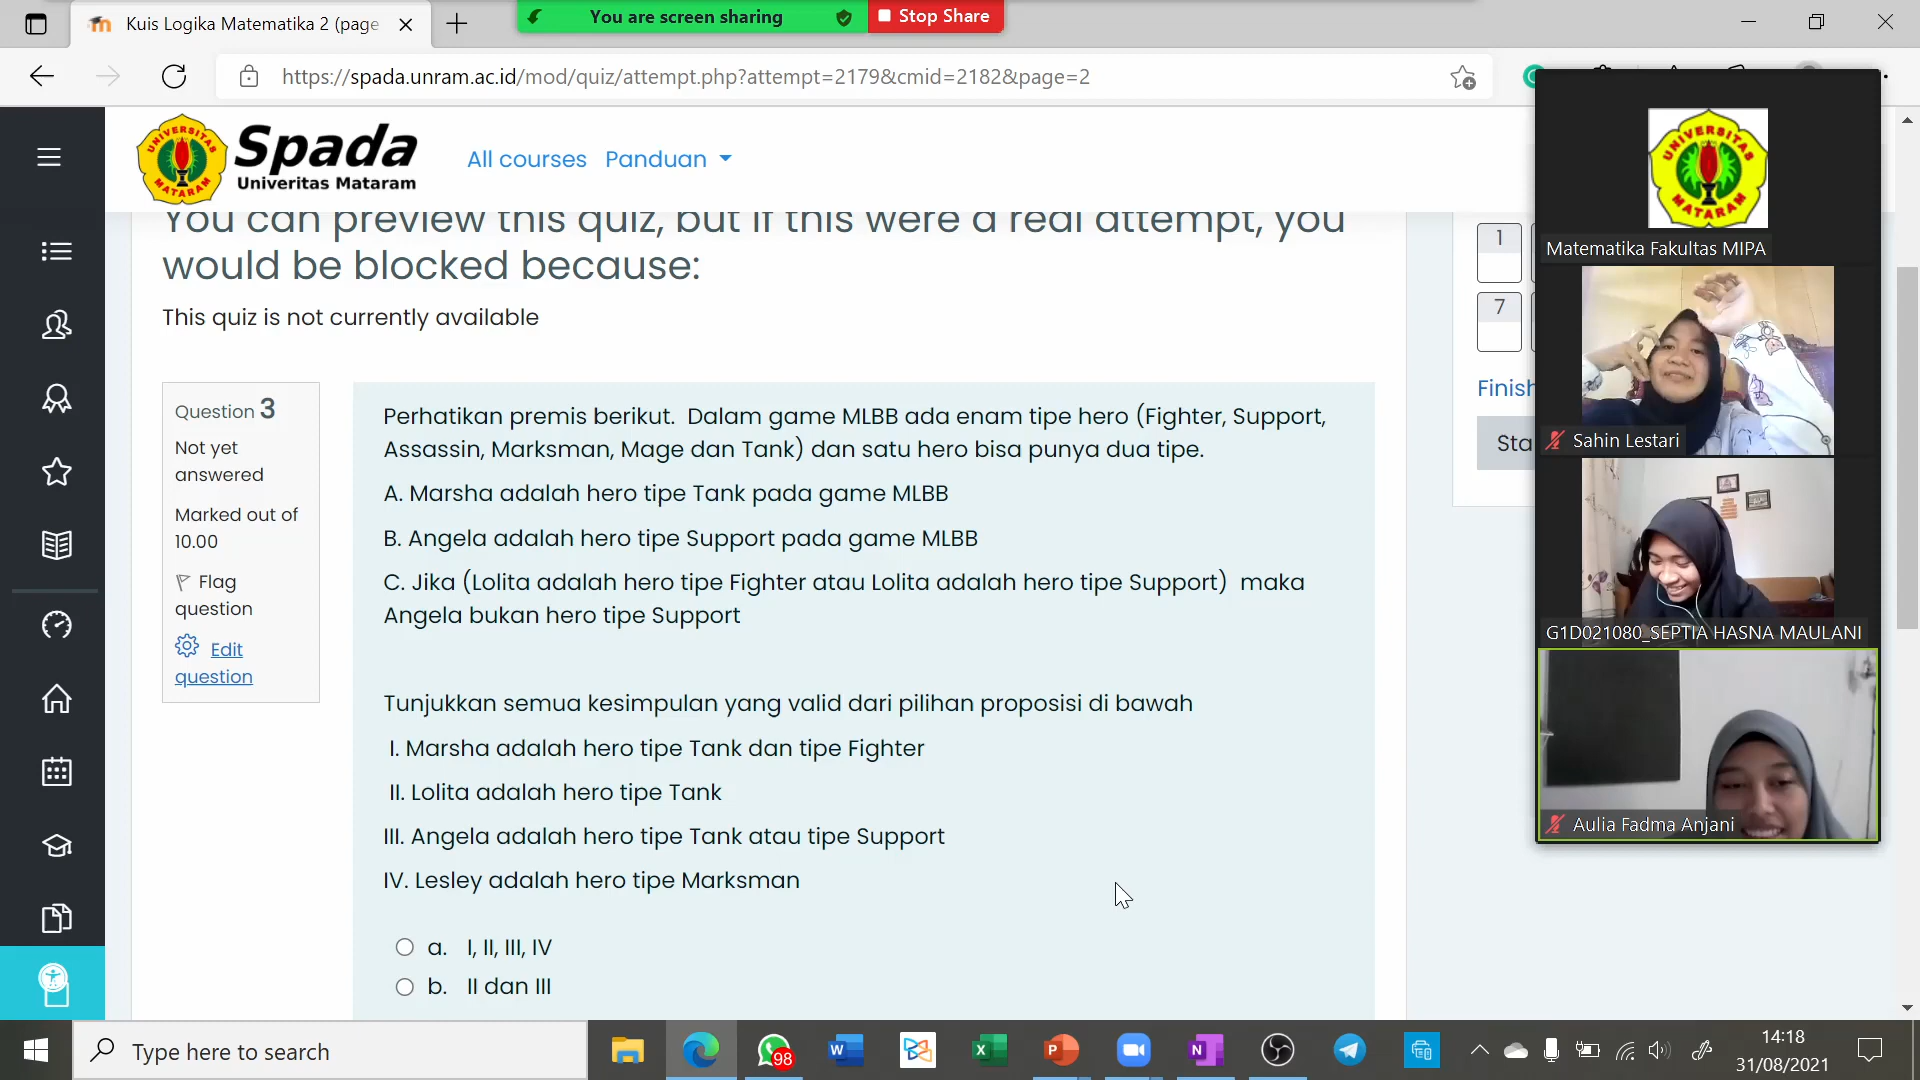 Kuis Logika Matematika 2 (page
You are screen sharing
Stop Share
https://spada.unram.ac.id/mod/quiz/attempt.php?attempt=2179&cmid=2182&page=2
UNIVERSITAS
MATARAM
Spada
Univeritas Mataram
All courses
Panduan
You can preview this quiz, but if this were a real attempt, you
would be blocked because:
This quiz is not currently available
Question 3
Not yet
answered
Marked out of
10.00
Flag
question
Edit
question
Perhatikan premis berikut. Dalam game MLBB ada enam tipe hero (Fighter, Support,
Assassin, Marksman, Mage dan Tank) dan satu hero bisa punya dua tipe.
A. Marsha adalah hero tipe Tank pada game MLBB
B. Angela adalah hero tipe Support pada game MLBB
C. Jika (Lolita adalah hero tipe Fighter atau Lolita adalah hero tipe Support) maka
Angela bukan hero tipe Support
Tunjukkan semua kesimpulan yang valid dari pilihan proposisi di bawah
I. Marsha adalah hero tipe Tank dan tipe Fighter
II. Lolita adalah hero tipe Tank
III. Angela adalah hero tipe Tank atau tipe Support
IV. Lesley adalah hero tipe Marksman
a. I, II, III, IV
b. II dan III
1
7
Finish
Sta
UNIVERSITAS
MATARAM
Matematika Fakultas MIPA
Sahin Lestari
G1D021080_SEPTIA HASNA MAULANI
Aulia Fadma Anjani
Type here to search
98
14:18
31/08/2021